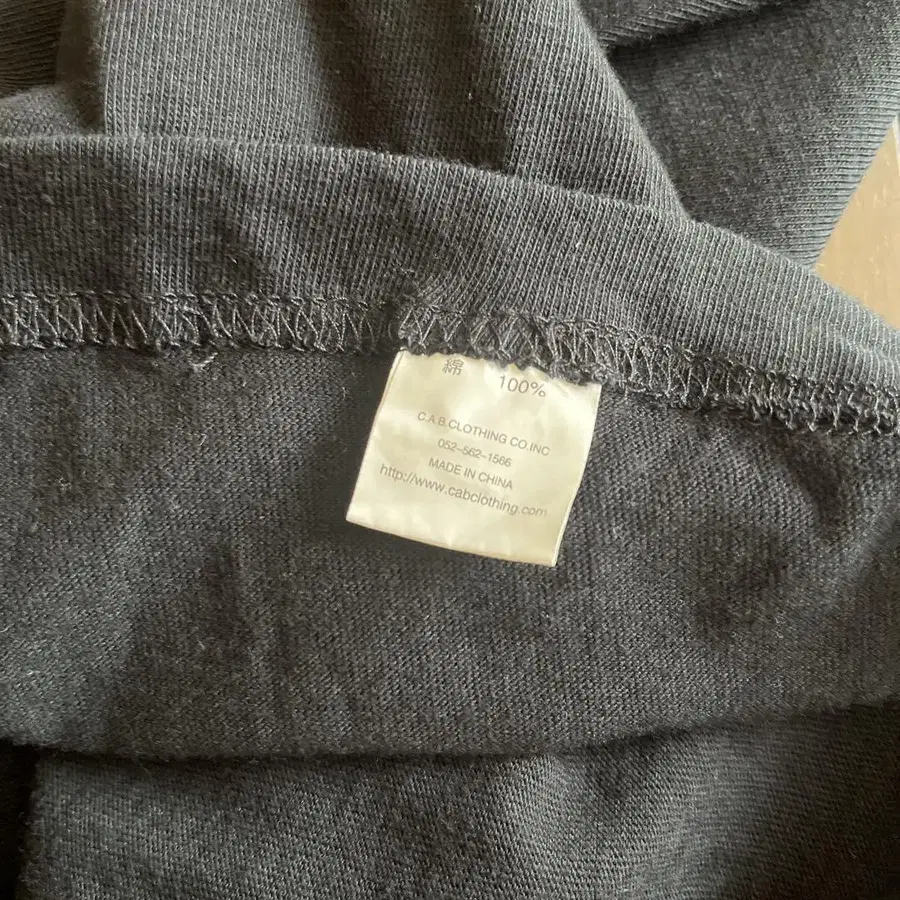 綿 100%
C.A.B.CLOTHING CO.INC
052-562-1566
MADE IN CHINA
http://www.cabclothing.com